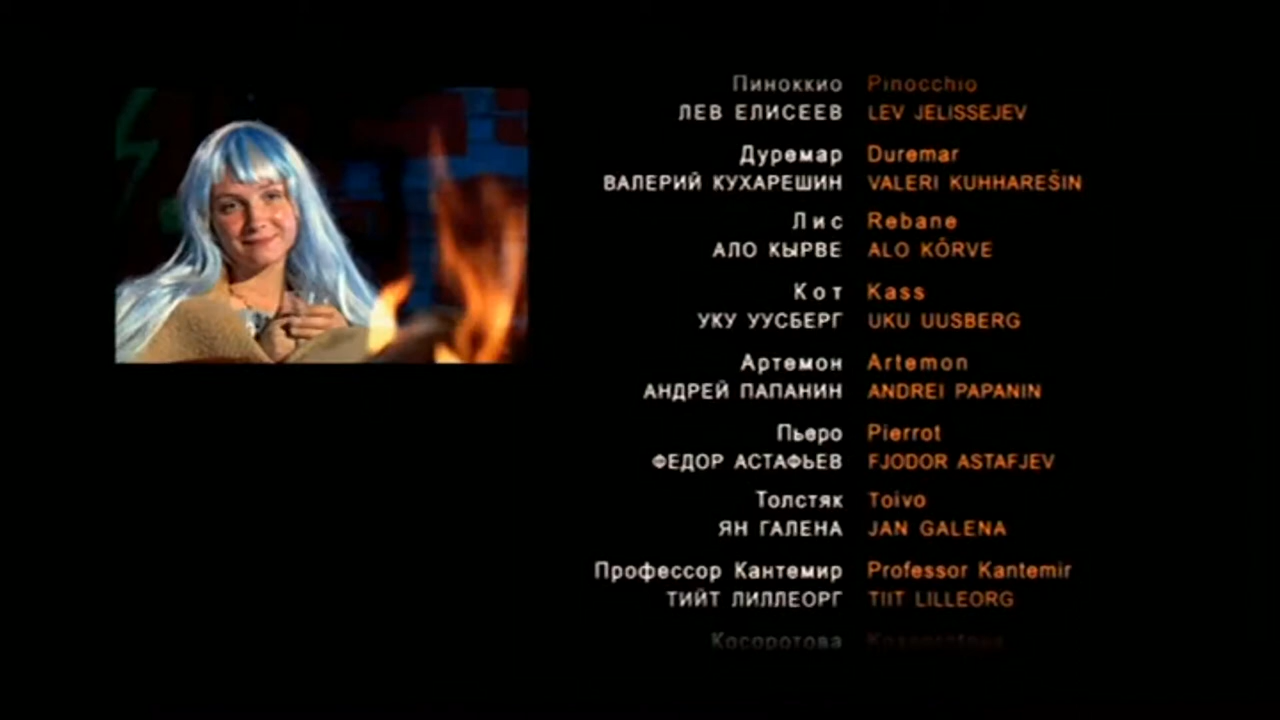 Пиноккио Pinocchio
ЛЕВ ЕЛИСЕЕВ LEV JELISSEJEV
Дуремар Duremar
ВАЛЕРИЙ КУХАРЕШИН VALERI KUHHAREŠIN
Лис Rebane
АЛО КЫРВЕ ALO KÕRVE
Кот Kass
УКУ УУСБЕРГ UKU UUSBERG
Артемон Artemon
АНДРЕЙ ПАПАНИН ANDREI PAPANIN
Пьеро Pierrot
ФЕДОР АСТАФЬЕВ FJODOR ASTAFJEV
Толстяк Toivo
ЯН ГАЛЕНА JAN GALENA
Профессор Кантемир Professor Kantemir
ТИЙТ ЛИЛЛЕОРГ TIIT LILLEORG
Косоротова